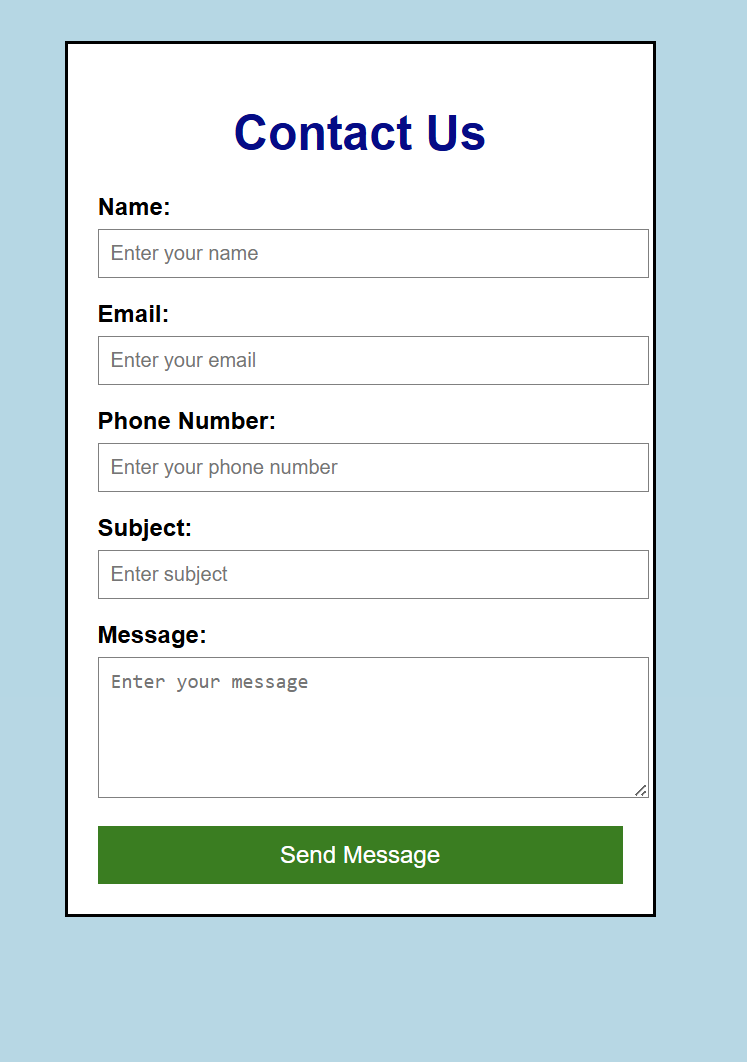 Contact Us
Name:
Enter your name
Email:
Enter your email
Phone Number:
Enter your phone number
Subject:
Enter subject
Message:
Enter your message
Send Message